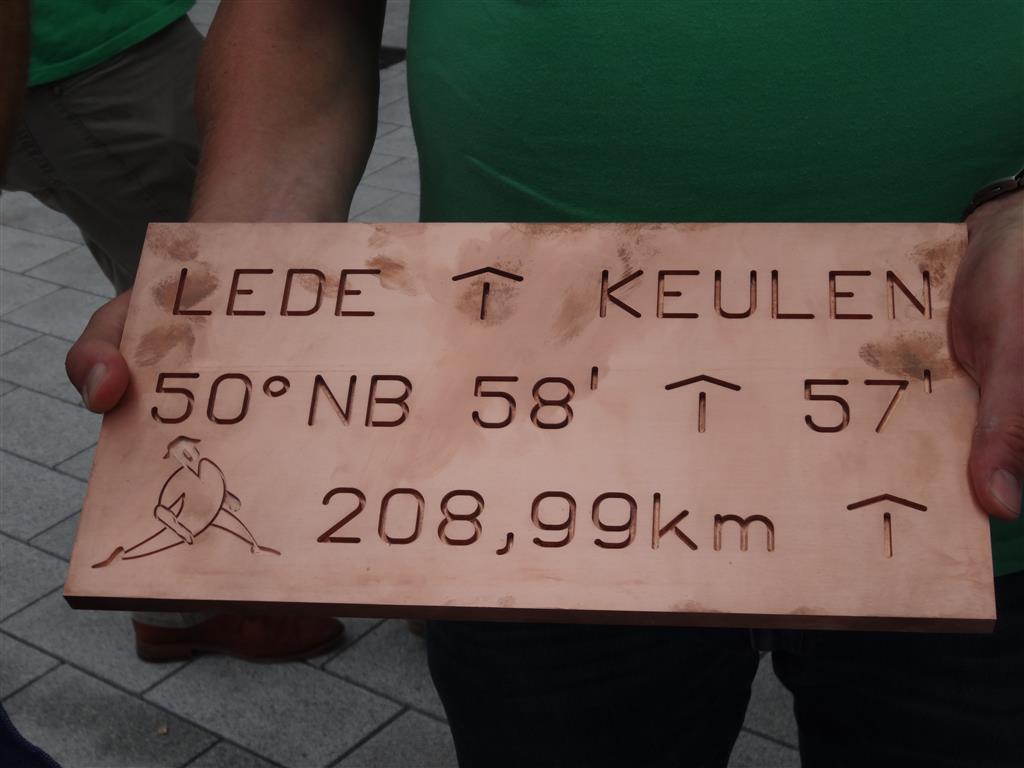 LEDE ↑ KEULEN
50° NB 58' ↑ 57'
208,99km ↑